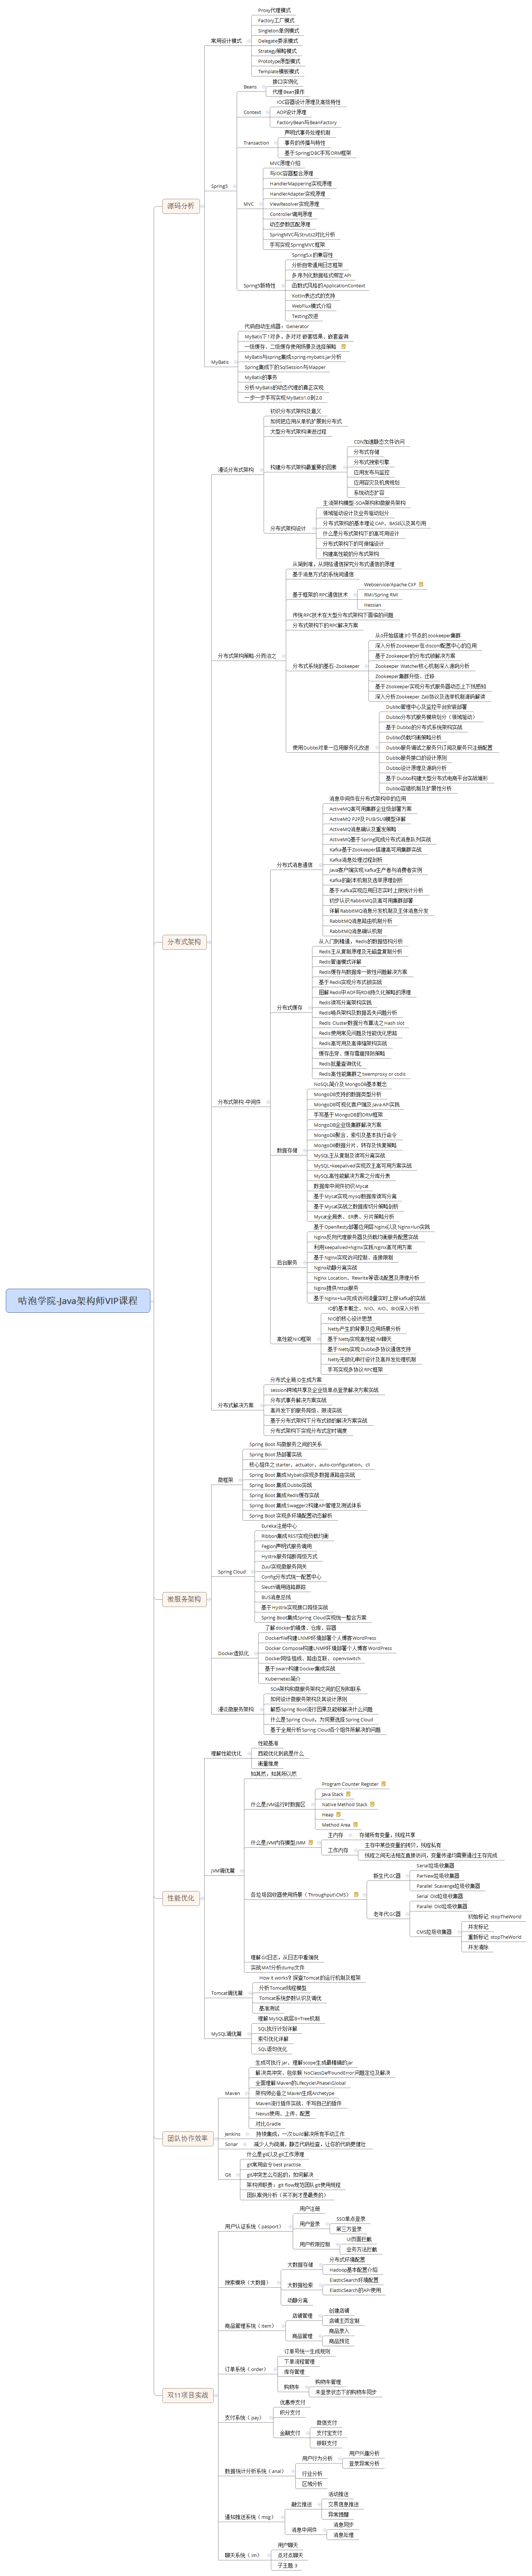 咕泡学院-Java架构师VIP课程
源码分析
常用设计模式
Proxy代理模式
Factory工厂模式
Singleton单例模式
Delegate委派模式
Strategy策略模式
Prototype原型模式
Template模板模式
Spring5
Beans
接口实例化
代理Bean操作
Context
IOC容器设计原理及高级特性
AOP设计原理
FactoryBean与BeanFactory
Transaction
声明式事务处理机制
事务的传播与特性
基于SpringJDBC手写ORM框架
MVC
MVC原理介绍
与IOC容器整合原理
HandlerMapping实现原理
HandlerAdapter实现原理
ViewResolver实现原理
Controller调用原理
动态参数匹配原理
SpringMVC与Struts2对比分析
手写实现SpringMVC框架
Spring5新特性
Spring5.x的兼容性
分析自带通用日志框架
多序列化数据格式绑定API
函数式风格的ApplicationContext
Kotlin表达式的支持
WebFlux模式介绍
Testing改进
MyBatis
代码自动生成器：Generator
MyBatis下1对多，多对对 嵌套结果，嵌套查询
一级缓存，二级缓存使用场景及选择策略
MyBatis与spring集成spring-mybatis.jar分析
Spring集成下的SqlSession与Mapper
MyBatis的事务
分析MyBatis的动态代理的真正实现
一步一步手写实现MyBatis1.0到2.0
分布式架构
漫谈分布式架构
初识分布式架构及意义
如何把应用从单机扩展到分布式
大型分布式架构演进过程
构建分布式架构最重要的因素
CDN加速静态文件访问
分布式存储
分布式搜索引擎
应用发布与监控
应用容灾及机房规划
系统动态扩容
分布式架构设计
主流架构模型-SOA架构和微服务架构
领域驱动设计及业务驱动划分
分布式架构的基本理论CAP、BASE以及其引用
什么是分布式架构下的高可用设计
分布式架构下的可伸缩设计
构建高性能的分布式架构
分布式架构策略-分而治之
从简到难，从网络通信探究分布式通信的原理
基于消息方式的系统间通信
基于框架的RPC通信技术
Webservice/Apache CXF
RMI/Spring RMI
Hessian
传统RPC技术在大型分布式架构下面临的问题
分布式架构下的RPC解决方案
分布式系统的基石-Zookeeper
从0开始搭建3个节点的zookeeper集群
深入分析Zookeeper在disconf配置中心的应用
基于Zookeeper的分布式锁解决方案
Zookeeper Watcher核心机制深入源码分析
Zookeeper集群升级、迁移
基于Zookeeper实现分布式服务器动态上下线感知
深入分析Zookeeper Zab协议及选举机制源码解读
使用Dubbo对单一应用服务化改造
Dubbo管理中心及监控平台安装部署
Dubbo分布式服务模块划分（领域驱动）
基于Dubbo的分布式系统架构实战
Dubbo负载均衡策略分析
Dubbo服务调试之服务只订阅及服务只注册配置
Dubbo服务接口的设计原则
Dubbo设计原理及源码分析
基于Dubbo构建大型分布式电商平台实战雏形
Dubbo容错机制及扩展性分析
分布式架构-中间件
分布式消息通信
消息中间件在分布式架构中的应用
ActiveMQ高可用集群企业级部署方案
ActiveMQ P2P及PUB/SUB模型详解
ActiveMQ消息确认及重发策略
ActiveMQ基于Spring完成分布式消息队列实战
Kafka基于Zookeeper搭建高可用集群实战
Kafka消息处理过程剖析
Java客户端实现kafka生产者与消费者实例
Kafka的副本机制及选举原理剖析
基于Kafka实现应用日志实时上报统计分析
初步认识RabbitMQ及高可用集群部署
详解RabbitMQ消息分发机制及主体消息分发
RabbitMQ消息路由机制分析
RabbitMQ消息确认机制
分布式缓存
从入门到精通，Redis的数据结构分析
Redis主从复制原理及无磁盘复制分析
Redis管道模式详解
Redis缓存与数据库一致性问题解决方案
基于Redis实现分布式锁实战
图解Redis中AOF与RDB持久化策略的原理
Redis读写分离架构实践
Redis哨兵架构及数据丢失问题分析
Redis Cluster数据分布算法之Hash slot
Redis使用常见问题及性能优化思路
Redis高可用及高伸缩架构实战
缓存击穿、缓存雪崩预防策略
Redis批量查询优化
Redis高性能集群之twemproxy or codis
数据存储
NoSQL简介及MongoDB基本概念
MongoDB支持的数据类型分析
MongoDB可视化客户端及Java API实践
手写基于MongoDB的ORM框架
MongoDB企业级集群解决方案
MongoDB聚合、索引及基本执行命令
MongoDB数据分片、转存及恢复策略
MySQL主从复制及读写分离实战
MySQL+keepalived实现双主高可用方案实战
MySQL高性能解决方案之分库分表
数据库中间件初识Mycat
基于Mycat实现mysql数据库读写分离
基于Mycat实战之数据库切分策略剖析
Mycat全局表、ER表、分片策略分析
后台服务
基于OpenResty部署应用层Nginx以及Nginx+lua实践
Nginx反向代理服务器及负载均衡服务配置实战
利用keepalived+Nginx实践Nginx高可用方案
基于Nginx实现访问控制、连接限制
Nginx动静分离实战
Nginx Location、Rewrite等语法配置及原理分析
Nginx提供https服务
基于Nginx+lua完成访问流量实时上报kafka的实战
高性能NIO框架
IO的基本概念、NIO、AIO、BIO深入分析
NIO的核心设计思想
Netty产生的背景及应用场景分析
基于Netty实现高性能IM聊天
基于Netty实现Dubbo多协议通信支持
Netty无锁化串行设计及高并发处理机制
手写实现多协议RPC框架
分布式解决方案
分布式全局ID生成方案
session跨域共享及企业级单点登录解决方案实战
分布式事务解决方案实战
高并发下的服务降级、限流实战
基于分布式架构下分布式锁的解决方案实战
分布式架构下实现分布式定时调度
微服务架构
微框架
Spring Boot 与微服务之间的关系
Spring Boot 热部署实战
核心组件之starter、actuator、auto-configuration、cli
Spring Boot 集成Mybatis实现多数据源路由实战
Spring Boot 集成Dubbo实战
Spring Boot 集成Redis缓存实战
Spring Boot 集成Swagger2构建API管理及测试体系
Spring Boot 实现多环境配置动态解析
Spring Cloud
Eureka注册中心
Ribbon集成REST实现负载均衡
Fegion声明式服务调用
Hystrix服务熔断降级方式
Zuul实现微服务网关
Config分布式统一配置中心
Sleuth调用链路跟踪
BUS消息总线
基于Hystrix实现接口降级实战
Spring Boot集成Spring Cloud实现统一整合方案
Docker虚拟化
了解docker的镜像、仓库、容器
Dockerfile构建LNMP环境部署个人博客WordPress
Docker Compose构建LNMP环境部署个人博客WordPress
Docker网络组成、路由互联、openvswitch
基于swarm构建Docker集成实战
Kubernetes简介
漫谈微服务架构
SOA架构和微服务架构之间的区别和联系
如何设计微服务架构及其设计原则
解惑Spring Boot流行因素及能够解决什么问题
什么是Spring Cloud，为何要选择Spring Cloud
基于全局分析Spring Cloud各个组件所解决的问题
性能优化
理解性能优化
性能基准
西能优化到底是什么
衡量维度
JVM调优篇
知其然，知其所以然
什么是JVM运行时数据区
Program Counter Register
Java Stack
Native Method Stack
Heap
Method Area
什么是JVM内存模型JMM
主内存
存储所有变量，线程共享
工作内存
主存中某些变量的拷贝，线程私有
线程之间无法相互直接访问，变量传递均需要通过主存完成
各垃圾回收器使用场景（Throughput\CMS）
新生代GC器
Serial垃圾收集器
ParNew垃圾收集器
Parallel Scavenge垃圾收集器
老年代GC器
Serial Old垃圾收集器
Parallel Old垃圾收集器
CMS垃圾收集器
初始标记 stopTheWorld
并发标记
重新标记 stopTheWorld
并发清除
理解GC日志，从日志中看端倪
实战MAT分析dump文件
Tomcat调优篇
How it works？探查Tomcat的运行机制及框架
分析Tomcat线程模型
Tomcat系统参数认识及调优
基准测试
MySQL调优篇
理解MySQL底层B+Tree机制
SQL执行计划详解
索引优化详解
SQL语句优化
团队协作效率
Maven
生成可执行jar，理解scope生成最精确的jar
解决类冲突，包依赖 NoClassDefFoundError问题定位及解决
全面理解Maven的Lifecycle\Phase\Global
架构师必备之Maven生成Archetype
Maven流行插件实战，手写自己的插件
Nexus使用、上传、配置
对比Gradle
Jenkins
持续集成，一次build解决所有手动工作
Sonar
减少人为疏漏，静态代码检查，让你的代码更健壮
Git
什么是git以及git工作原理
git常用命令best practise
git冲突怎么引起的，如何解决
架构师职责：git flow规范团队git使用规程
团队案例分析（买不到才是最贵的）
双11项目实战
用户认证系统（pasport）
用户注册
用户登录
SSO单点登录
第三方登录
用户权限控制
UI页面拦截
业务方法拦截
搜索模块（大数据）
大数据存储
分布式环境配置
Hadoop基本配置介绍
大数据检索
ElasticSearch环境配置
ElasticSearch的API使用
动静分离
商品管理系统（item）
店铺管理
创建店铺
店铺主页定制
商品管理
商品录入
商品预览
订单系统（order）
订单号统一生成规则
下单流程管理
库存管理
购物车
购物车管理
未登录状态下的购物车同步
支付系统（pay）
优惠券支付
积分支付
金融支付
微信支付
支付宝支付
银联支付
数据统计分析系统（anal）
用户行为分析
用户兴趣分析
登录异常分析
行业分析
区域分析
通知推送系统（msg）
融云推送
活动推送
交易信息推送
异常提醒
消息中间件
消息同步
消息处理
聊天系统（im）
用户聊天
点对点聊天
子主题 3